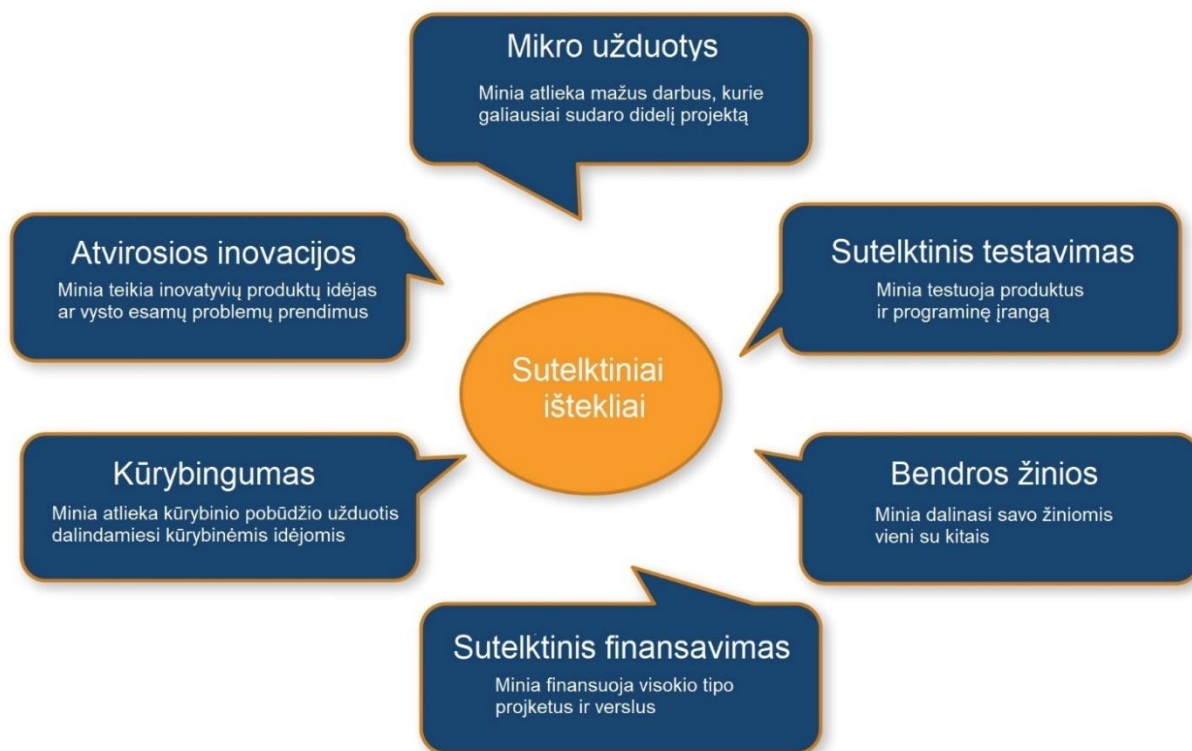 Mikro užduotys
Minia atlieka mažus darbus, kurie
galiausiai sudaro didelį projektą
Atvirosios inovacijos
Minia teikia inovatyvių produktų idėjas
ar vysto esamų problemų prendimus
Sutelktinis testavimas
Minia testuoja produktus
ir programinę įrangą
Sutelktiniai
ištekliai
Kūrybingumas
Minia atlieka kūrybinio pobūdžio užduotis
dalindamiesi kūrybinėmis idėjomis
Bendros žinios
Minia dalinasi savo žiniomis
vieni su kitais
Sutelktinis finansavimas
Minia finansuoja visokio tipo
projketus ir verslus